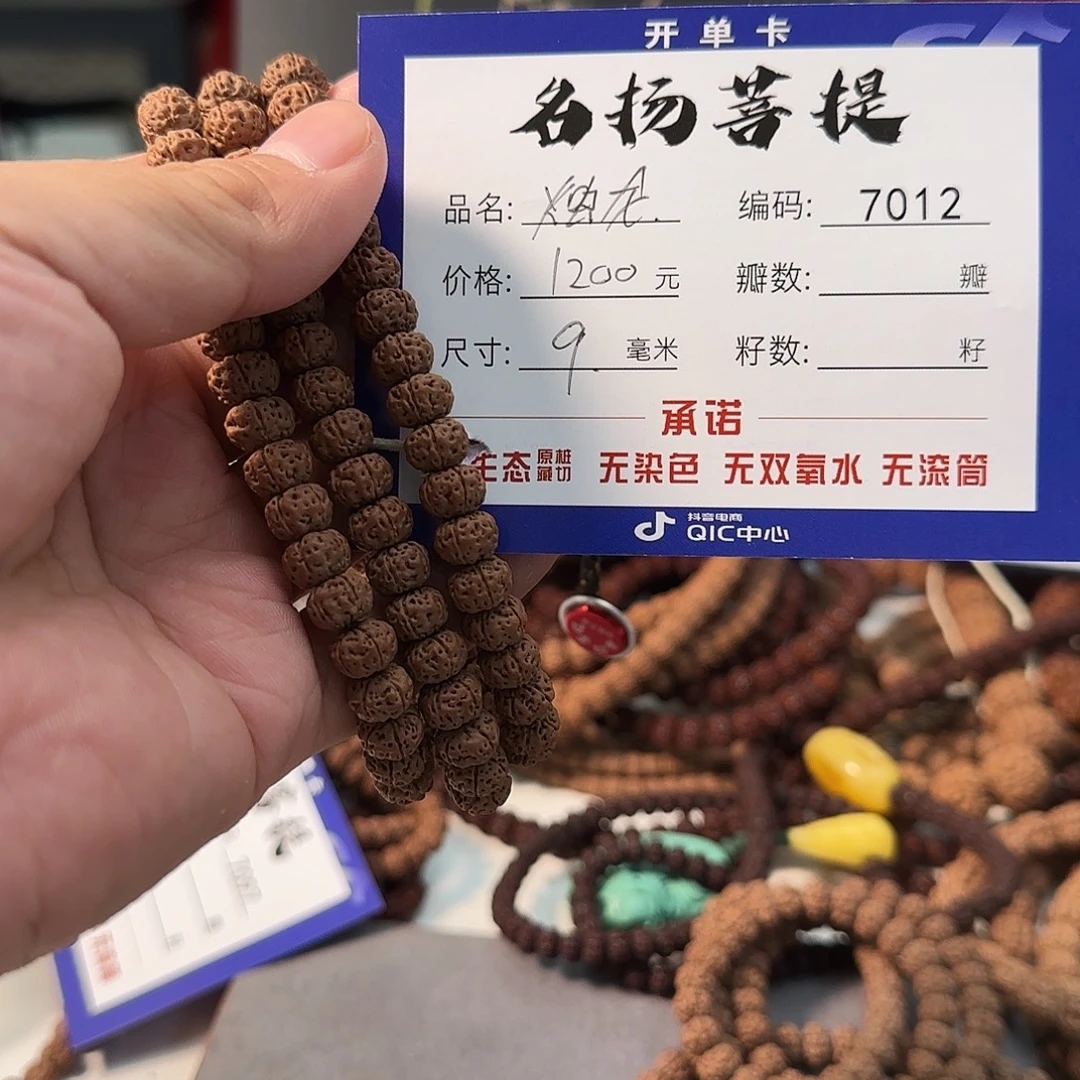 开单卡
名扬菩提
品名: 编码: 7012
价格: 1200 元 瓣数: 瓣
尺寸: 9 毫米 籽数: 籽
承诺
生态 原桩藏切 无染色 无双氧水 无滚筒
抖音电商
QIC中心